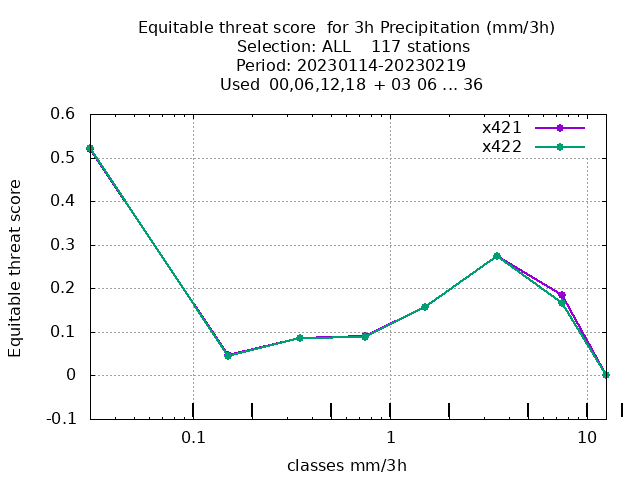 Equitable threat score  for 3h Precipitation (mm/3h)
Selection: ALL    117 stations
Period: 20230114-20230219
Used  00,06,12,18  + 03 06 ... 36
x421
x422
0.6
0.5
0.4
0.3
0.2
0.1
0
-0.1
Equitable threat score
0.1 1 10
classes mm/3h